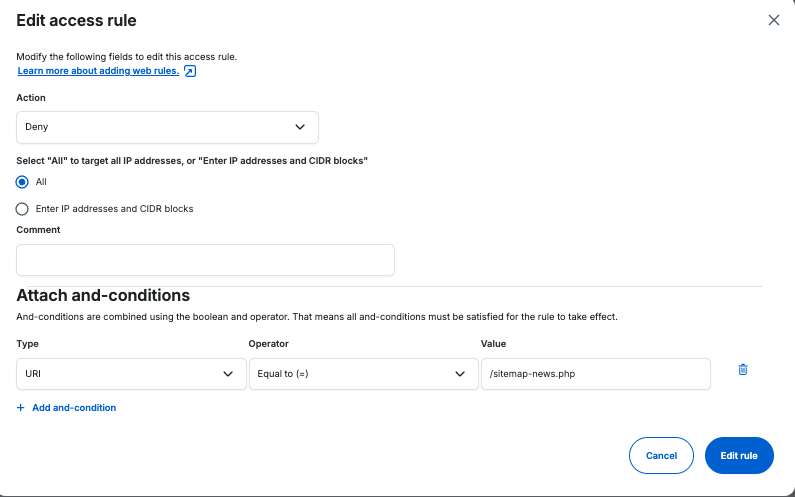 Edit access rule
Modify the following fields to edit this access rule.
Learn more about adding web rules.
Action
Deny
Select "All" to target all IP addresses, or "Enter IP addresses and CIDR blocks"
All
Enter IP addresses and CIDR blocks
Comment
Attach and-conditions
And-conditions are combined using the boolean and operator. That means all and-conditions must be satisfied for the rule to take effect.
Type Operator Value
URI Equal to (=) /sitemap-news.php
+ Add and-condition
Cancel Edit rule